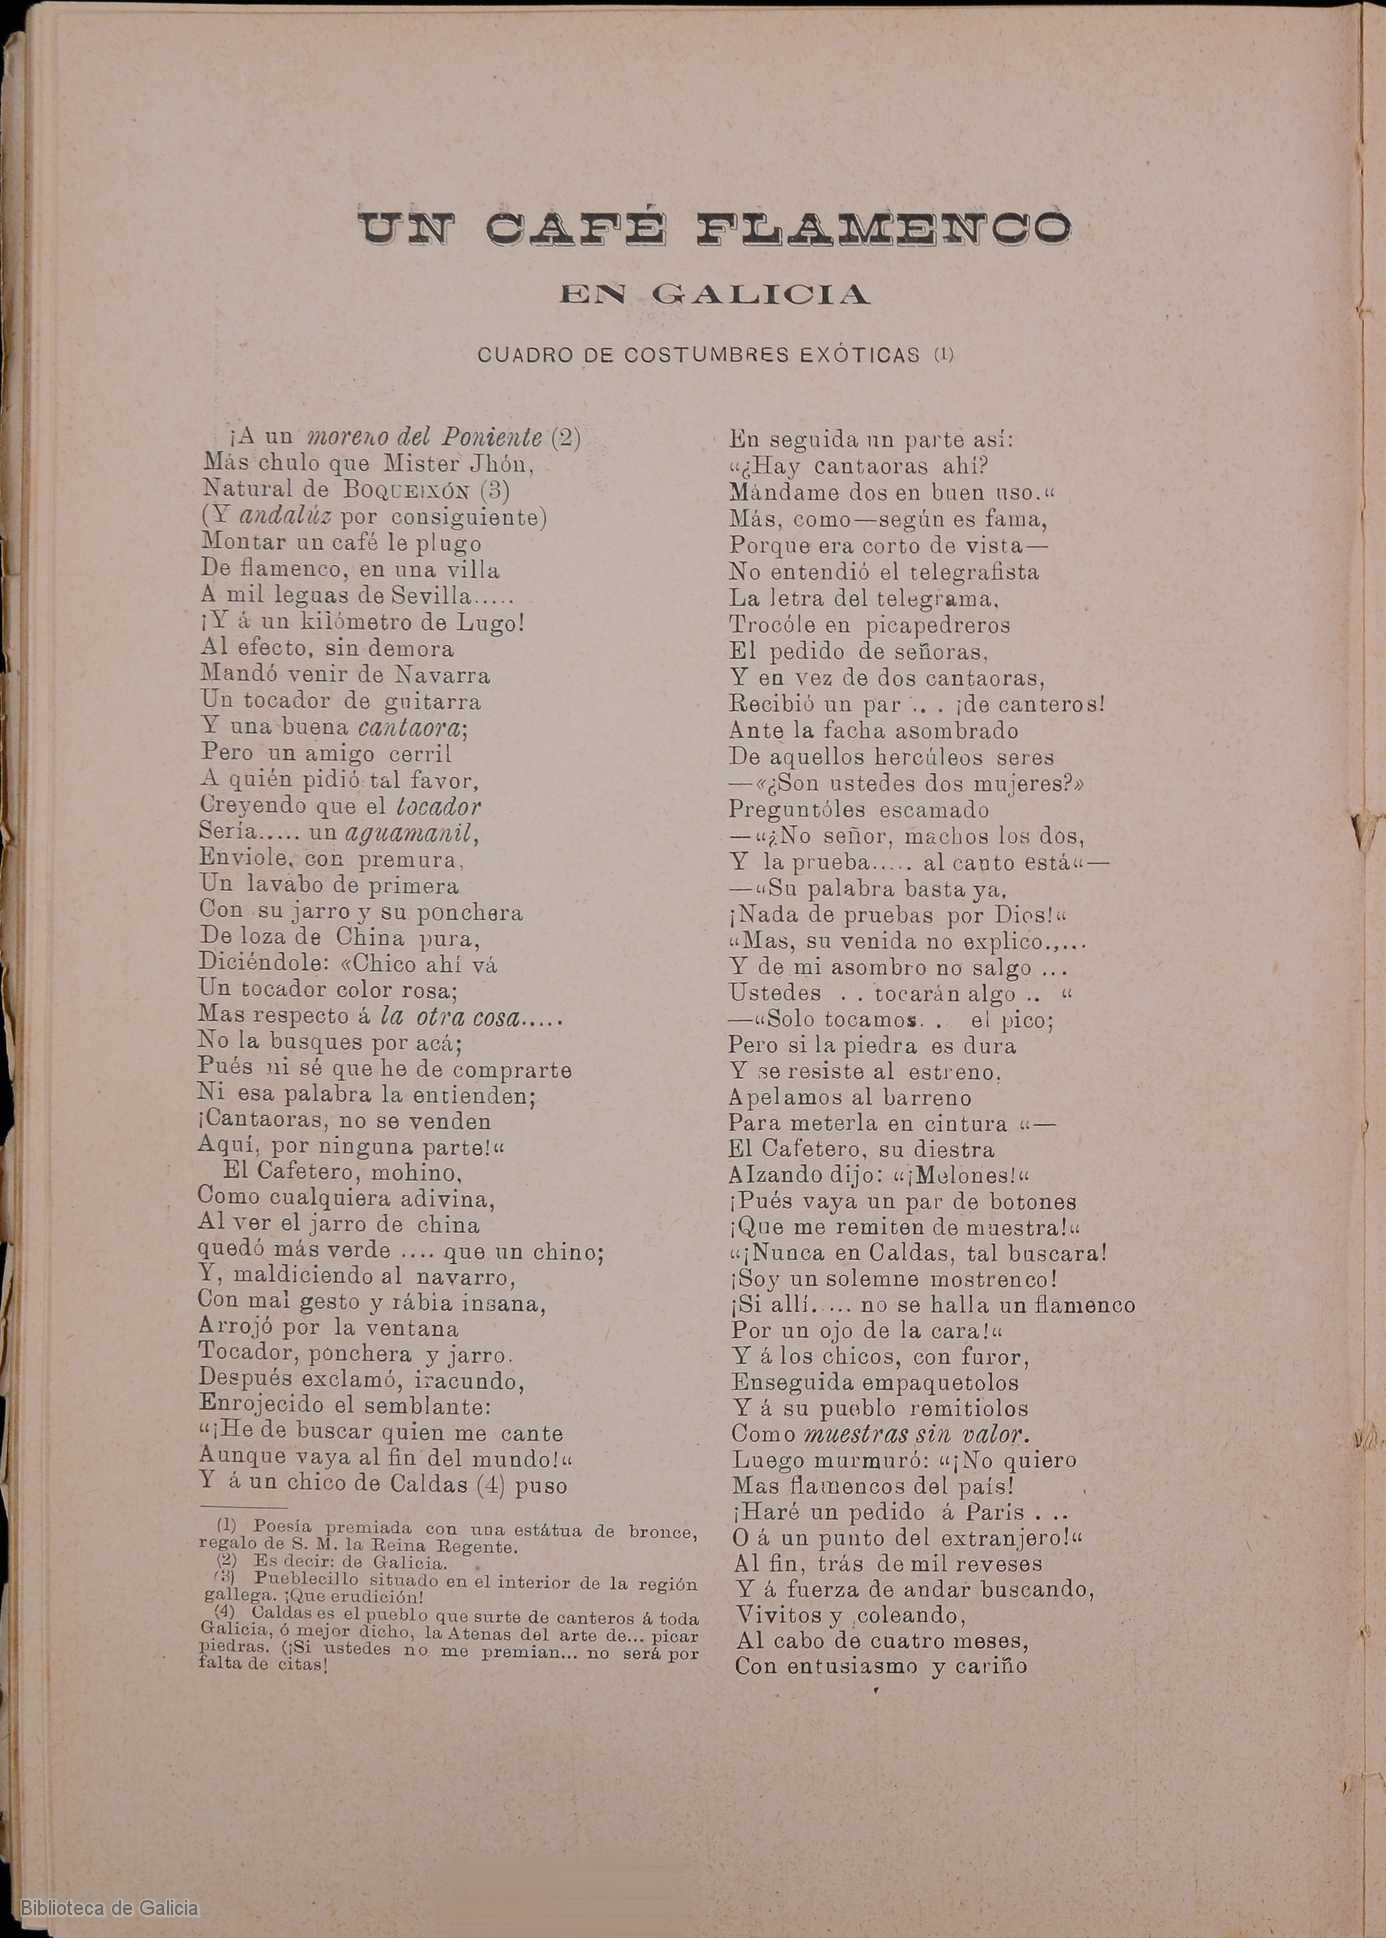 UN CAFÉ FLAMENCO
EN GALICIA
CUADRO DE COSTUMBRES EXÓTICAS (1)
¡A un moreno del Poniente (2)
Más chulo que Mister Jhón,
Natural de BOQUEIXÓN (3)
(Y andalúz por consiguiente)
Montar un café le plugo
De flamenco, en una villa
A mil leguas de Sevilla.....
¡Y á un kilómetro de Lugo!
Al efecto, sin demora
Mandó venir de Navarra
Un tocador de guitarra
Y una buena cantaora;
Pero un amigo cerril
A quién pidió tal favor,
Creyendo que el tocador
Sería..... un aguamanil,
Enviole, con premura,
Un lavabo de primera
Con su jarro y su ponchera
De loza de China pura,
Diciéndole: «Chico ahí vá
Un tocador color rosa;
Mas respecto á la otra cosa.....
No la busques por acá;
Pués ni sé que he de comprarte
Ni esa palabra la entienden;
¡Cantaoras, no se venden
Aquí, por ninguna parte!“
El Cafetero, mohino,
Como cualquiera adivina,
Al ver el jarro de china
quedó más verde .... que un chino;
Y, maldiciendo al navarro,
Con mal gesto y rábia insana,
Arrojó por la ventana
Tocador, ponchera y jarro.
Después exclamó, iracundo,
Enrojecido el semblante:
“¡He de buscar quien me cante
Aunque vaya al fin del mundo!“
Y á un chico de Caldas (4) puso
(1) Poesía premiada con una estátua de bronce,
regalo de S. M. la Reina Regente.
(2) Es decir: de Galicia.
(3) Pueblecillo situado en el interior de la región
gallega. ¡Que erudición!
(4) Caldas es el pueblo que surte de canteros á toda
Galicia, ó mejor dicho, la Atenas del arte de... picar
piedras. (¡Si ustedes no me premian... no será por
falta de citas!
En seguida un parte así:
“¿Hay cantaoras ahí?
Mándame dos en buen uso.“
Más, como—según es fama,
Porque era corto de vista—
No entendió el telegrafista
La letra del telegrama,
Trocóle en picapedreros
El pedido de señoras,
Y en vez de dos cantaoras,
Recibió un par .. . ¡de canteros!
Ante la facha asombrado
De aquellos hercúleos seres
—«¿Son ustedes dos mujeres?»
Preguntóles escamado
—“¿No señor, machos los dos,
Y la prueba..... al canto está“—
—“Su palabra basta ya,
¡Nada de pruebas por Dios!“
“Mas, su venida no explico.,...
Y de mi asombro no salgo ...
Ustedes . . tocarán algo .. “
—“Solo tocamos. . el pico;
Pero si la piedra es dura
Y se resiste al estreno,
Apelamos al barreno
Para meterla en cintura “—
El Cafetero, su diestra
Alzando dijo: “¡Melones!“
¡Pués vaya un par de botones
¡Que me remiten de muestra!“
“¡Nunca en Caldas, tal buscara!
¡Soy un solemne mostrenco!
¡Si allí. ... no se halla un flamenco
Por un ojo de la cara!“
Y á los chicos, con furor,
Enseguida empaquetolos
Y á su pueblo remitiolos
Como muestras sin valor.
Luego murmuró: “¡No quiero
Mas flamencos del país!
¡Haré un pedido á París . ..
O á un punto del extranjero!“
Al fin, trás de mil reveses
Y á fuerza de andar buscando,
Vivitos y coleando,
Al cabo de cuatro meses,
Con entusiasmo y cariño
Biblioteca de Galicia